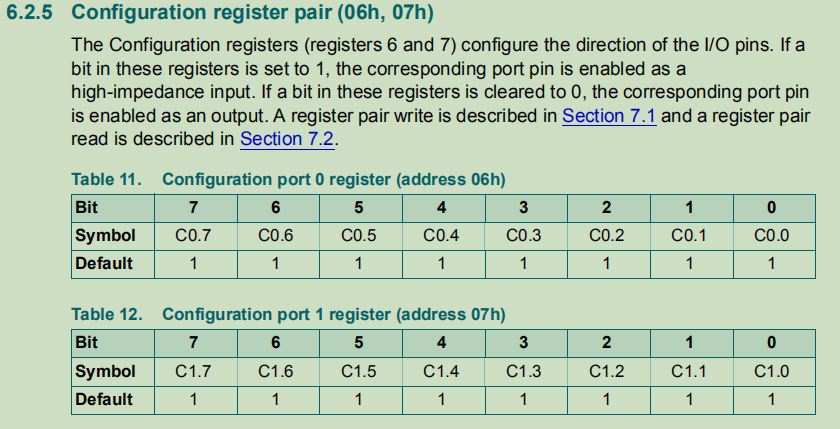 6.2.5 Configuration register pair (06h, 07h)
The Configuration registers (registers 6 and 7) configure the direction of the I/O pins. If a
bit in these registers is set to 1, the corresponding port pin is enabled as a
high-impedance input. If a bit in these registers is cleared to 0, the corresponding port pin
is enabled as an output. A register pair write is described in Section 7.1 and a register pair
read is described in Section 7.2.
Table 11. Configuration port 0 register (address 06h)
Bit 7 6 5 4 3 2 1 0
Symbol C0.7 C0.6 C0.5 C0.4 C0.3 C0.2 C0.1 C0.0
Default 1 1 1 1 1 1 1 1
Table 12. Configuration port 1 register (address 07h)
Bit 7 6 5 4 3 2 1 0
Symbol C1.7 C1.6 C1.5 C1.4 C1.3 C1.2 C1.1 C1.0
Default 1 1 1 1 1 1 1 1